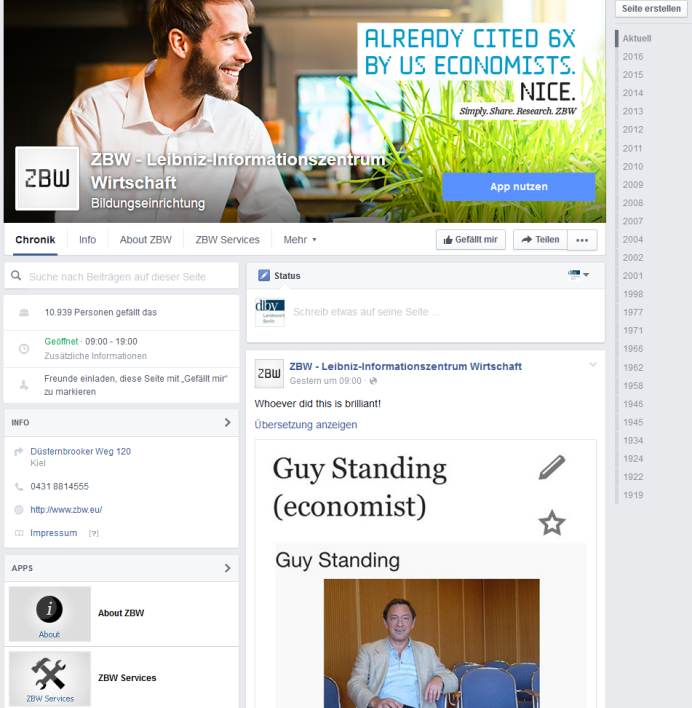 Seite erstellen
ALREADY CITED 6X
BY US ECONOMISTS.
NICE.
Simply. Share. Research. ZBW
ZBW
ZBW - Leibniz-Informationszentrum
Wirtschaft
Bildungseinrichtung
App nutzen
Chronik
Info
About ZBW
ZBW Services
Mehr
Gefällt mir
Teilen
Suche nach Beiträgen auf dieser Seite
10.939 Personen gefällt das
Geöffnet · 09:00 - 19:00
Zusätzliche Informationen
Freunde einladen, diese Seite mit „Gefällt mir“
zu markieren
INFO
Düsternbrooker Weg 120
Kiel
0431 8814555
http://www.zbw.eu/
Impressum [?]
APPS
i
About
About ZBW
ZBW Services
ZBW Services
Status
dbv
Schreib etwas auf seine Seite ...
ZBW
ZBW - Leibniz-Informationszentrum Wirtschaft
Gestern um 09:00 ·
Whoever did this is brilliant!
Übersetzung anzeigen
Guy Standing
(economist)
Guy Standing
Aktuell
2016
2015
2014
2013
2012
2011
2010
2009
2008
2007
2004
2002
2001
1998
1977
1971
1966
1962
1958
1946
1945
1934
1924
1922
1919